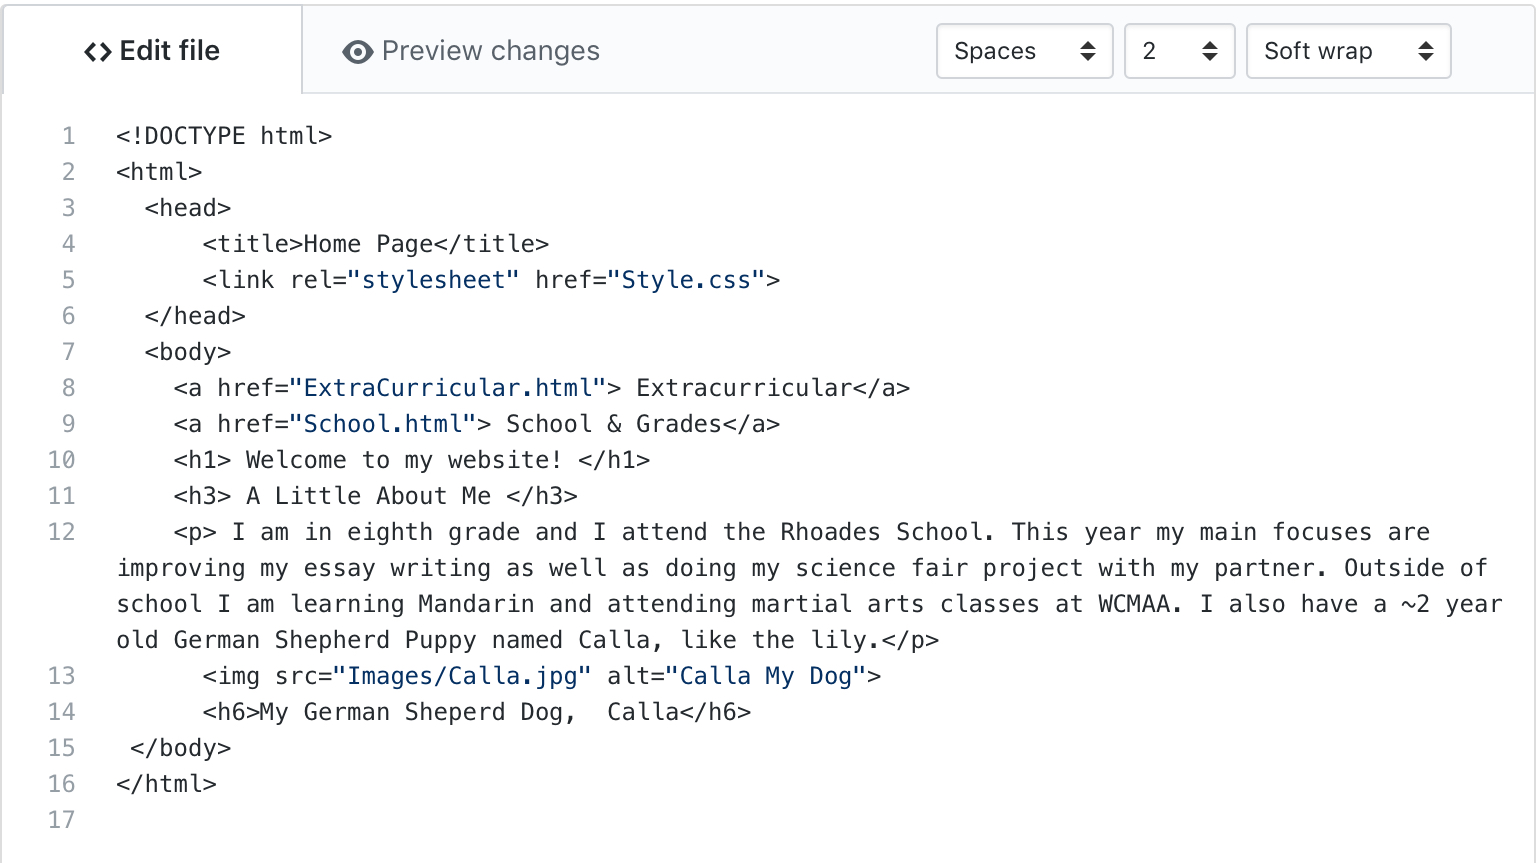 Edit file Preview changes Spaces 2 Soft wrap
1 <!DOCTYPE html>
2 <html>
3   <head>
4       <title>Home Page</title>
5       <link rel="stylesheet" href="Style.css">
6   </head>
7   <body>
8     <a href="ExtraCurricular.html"> Extracurricular</a>
9     <a href="School.html"> School & Grades</a>
10     <h1> Welcome to my website! </h1>
11     <h3> A Little About Me </h3>
12     <p> I am in eighth grade and I attend the Rhoades School. This year my main focuses are
improving my essay writing as well as doing my science fair project with my partner. Outside of
school I am learning Mandarin and attending martial arts classes at WCMAA. I also have a ~2 year
old German Shepherd Puppy named Calla, like the lily.</p>
13       <img src="Images/Calla.jpg" alt="Calla My Dog">
14       <h6>My German Sheperd Dog,  Calla</h6>
15  </body>
16 </html>
17